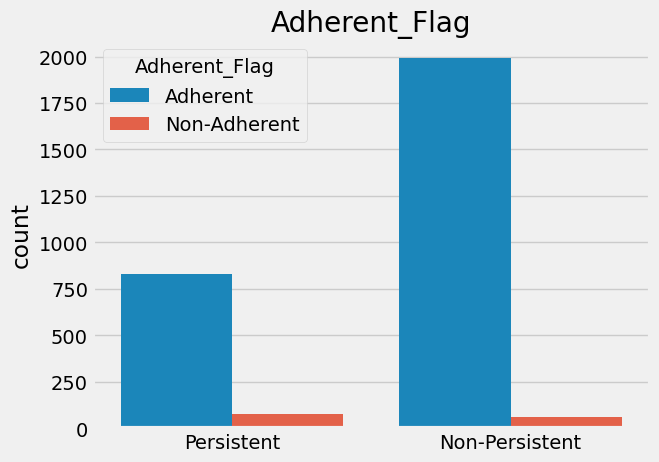 Adherent_Flag
2000
1750
1500
1250
1000
750
500
250
0
count
Adherent_Flag
Adherent
Non-Adherent
Persistent
Non-Persistent